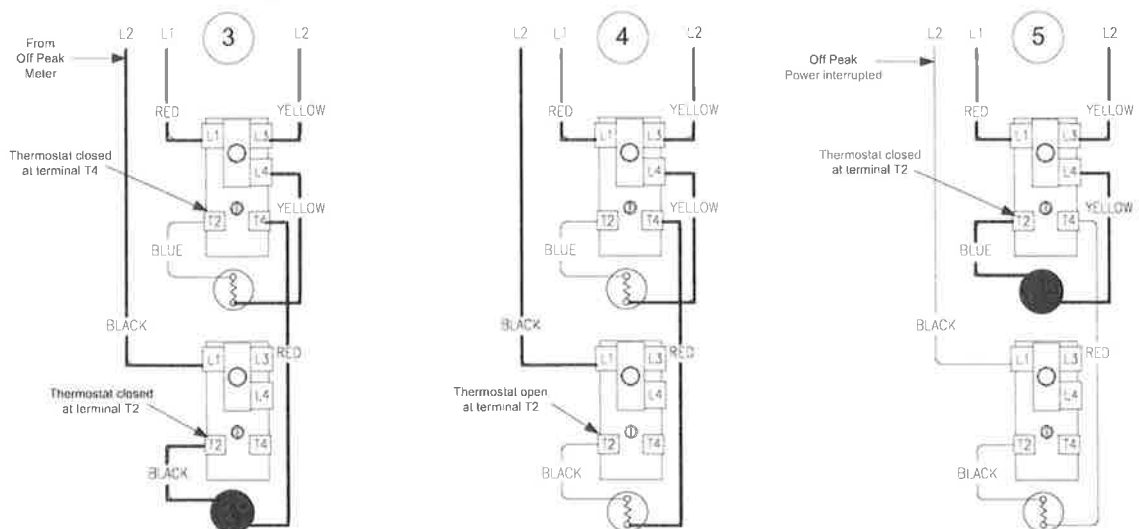 L2
L1
3
L2
From
Off Peak
Meter
RED
YELLOW
L1
L3
Thermostat closed
at terminal T4
L4
YELLOW
T2
T4
BLUE
BLACK
RED
L1
L3
L4
Thermostat closed
at terminal T2
T2
T4
BLACK
L2
L1
4
L2
RED
YELLOW
L1
L3
L4
YELLOW
T2
T4
BLUE
BLACK
RED
L1
L3
L4
Thermostat open
at terminal T2
T2
T4
BLACK
L2
L1
5
L2
Off Peak
Power interrupted
RED
YELLOW
L1
L3
Thermostat closed
at terminal T2
L4
YELLOW
T2
T4
BLUE
BLACK
RED
L1
L3
L4
T2
T4
BLACK